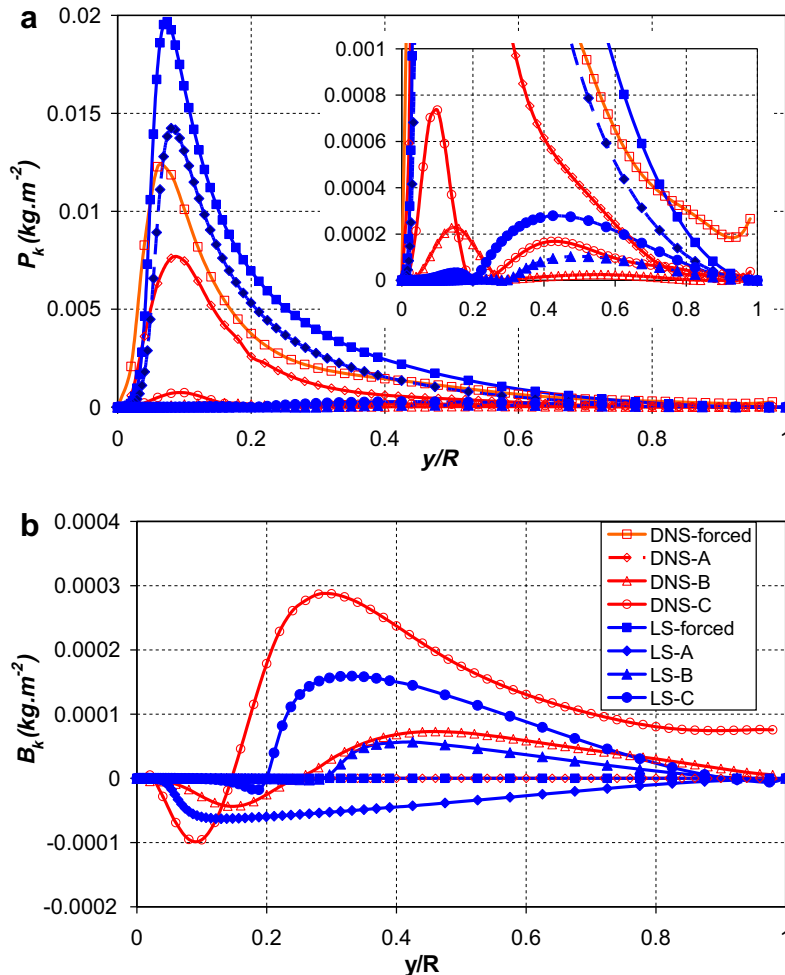 a
0.02
0.015
0.01
0.005
0
P_k (kg.m⁻²)
0 0.2 0.4 0.6 0.8 1
y/R
0.001
0.0008
0.0006
0.0004
0.0002
0
0 0.2 0.4 0.6 0.8 1
b
0.0004
0.0003
0.0002
0.0001
0
-0.0001
-0.0002
B_k (kg.m⁻²)
DNS-forced
DNS-A
DNS-B
DNS-C
LS-forced
LS-A
LS-B
LS-C
0 0.2 0.4 0.6 0.8 1
y/R